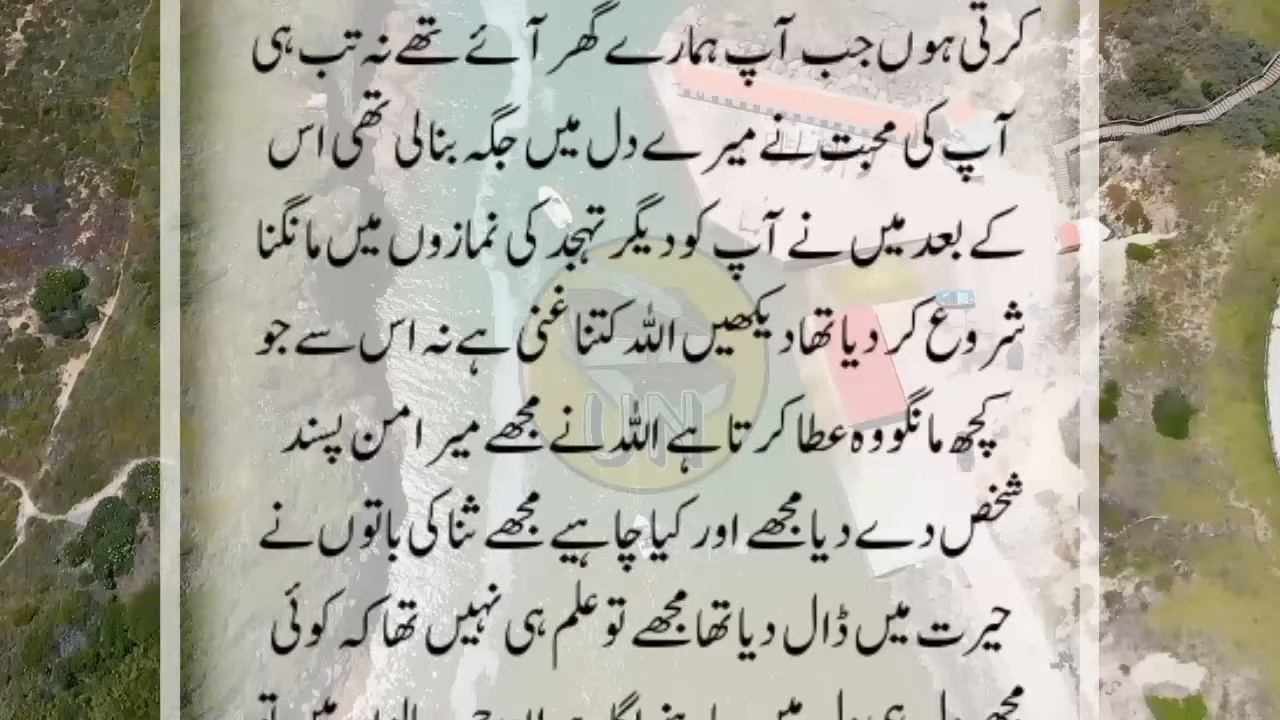 کرتی ہوں جب آپ ہمارے گھر آئے تھے نہ تب ہی
آپ کی محبت نے میرے دل میں جگہ بنالی تھی اس
کے بعد میں نے آپ کو دیگر تہجد کی نمازوں میں مانگنا
شروع کر دیا تھا دیکھیں اللہ کتنا غنی ہے نہ اس سے جو
کچھ مانگو وہ عطا کرتا ہے اللہ نے مجھے میرا من پسند
شخص دے دیا مجھے اور کیا چاہیے مجھے ثنا کی باتوں نے
حیرت میں ڈال دیا تھا مجھے تو علم ہی نہیں تھا کہ کوئی
UN